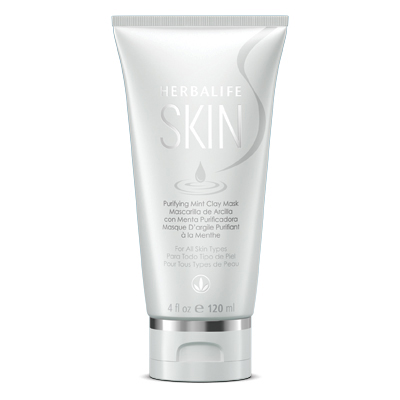 HERBALIFE
SKIN
Purifying Mint Clay Mask
Mascarilla de Arcilla
con Menta Purificadora
Masque D'argile Purifiant
à la Menthe
For All Skin Types
Para Todo Tipo de Piel
Pour Tous Types de Peau
4 fl oz e 120 ml